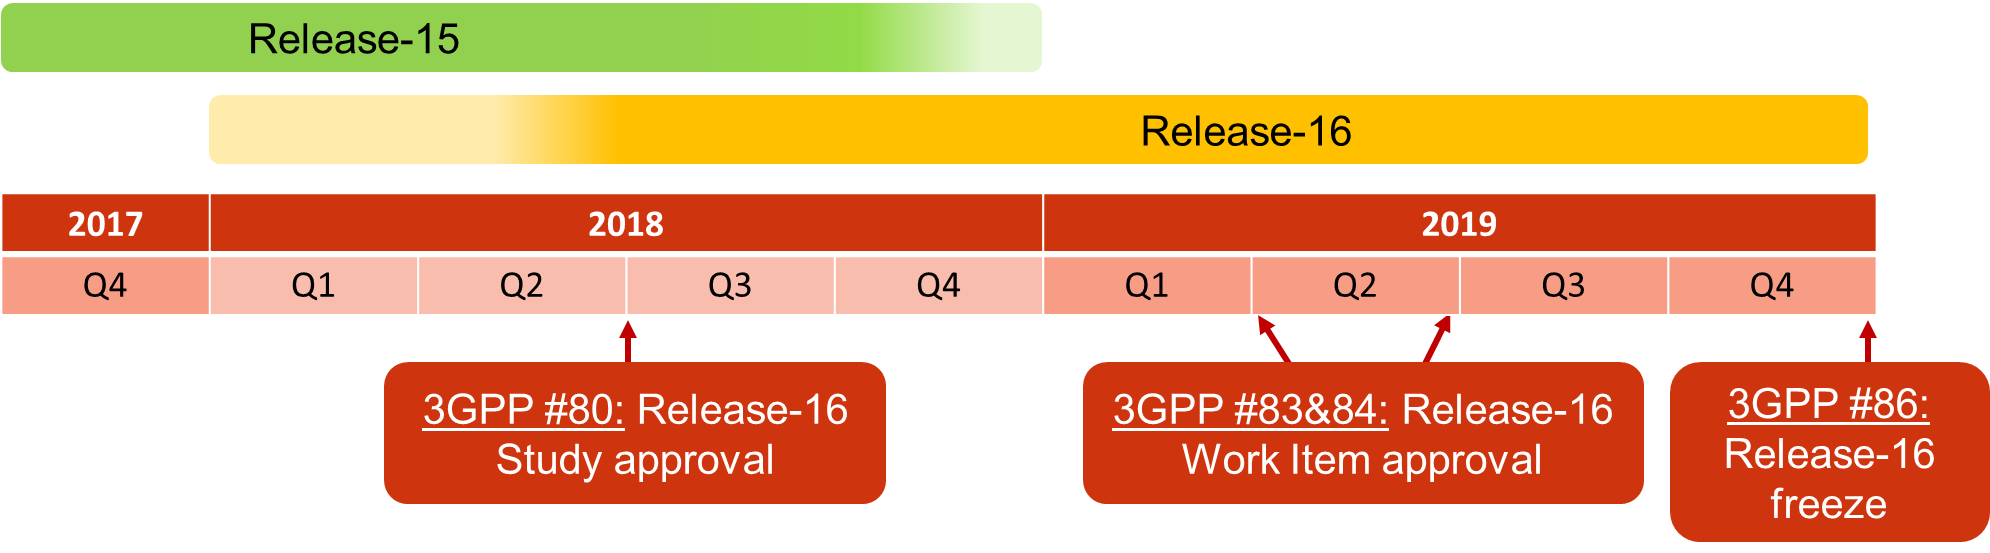 Release-15
Release-16
2017 2018 2019
Q4 Q1 Q2 Q3 Q4 Q1 Q2 Q3 Q4
3GPP #80: Release-16
Study approval
3GPP #83&84: Release-16
Work Item approval
3GPP #86:
Release-16
freeze